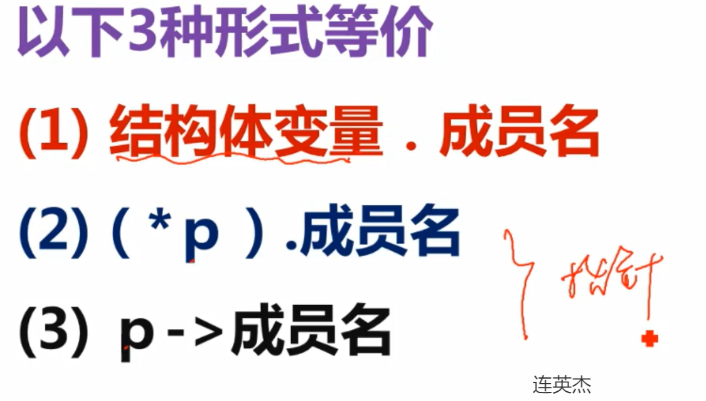 以下3种形式等价
(1) 结构体变量．成员名
(2) ( *p ) .成员名
(3) p ->成员名
指针
连英杰